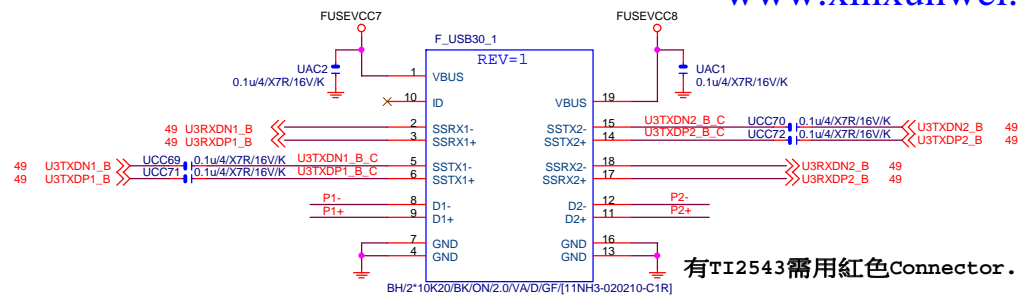 www.xinxunwei.
FUSEVCC7
FUSEVCC8
F_USB30_1
REV=1
UAC2
0.1u/4/X7R/16V/K
UAC1
0.1u/4/X7R/16V/K
1 VBUS
10 ID
VBUS 19
49 U3RXDN1_B 2 SSRX1-
49 U3RXDP1_B 3 SSRX1+
SSTX2- 15 U3TXDN2_B_C UCC70 0.1u/4/X7R/16V/K U3TXDN2_B 49
SSTX2+ 14 U3TXDP2_B_C UCC72 0.1u/4/X7R/16V/K U3TXDP2_B 49
49 U3TXDN1_B UCC69 0.1u/4/X7R/16V/K U3TXDN1_B_C 5 SSTX1-
49 U3TXDP1_B UCC71 0.1u/4/X7R/16V/K U3TXDP1_B_C 6 SSTX1+
SSRX2- 18 U3RXDN2_B 49
SSRX2+ 17 U3RXDP2_B 49
P1- 8 D1-
P1+ 9 D1+
D2- 12 P2-
D2+ 11 P2+
7 GND
4 GND
GND 16
GND 13
有TI2543需用紅色Connector.
BH/2*10K20/BK/ON/2.0/VA/D/GF/[11NH3-020210-C1R]